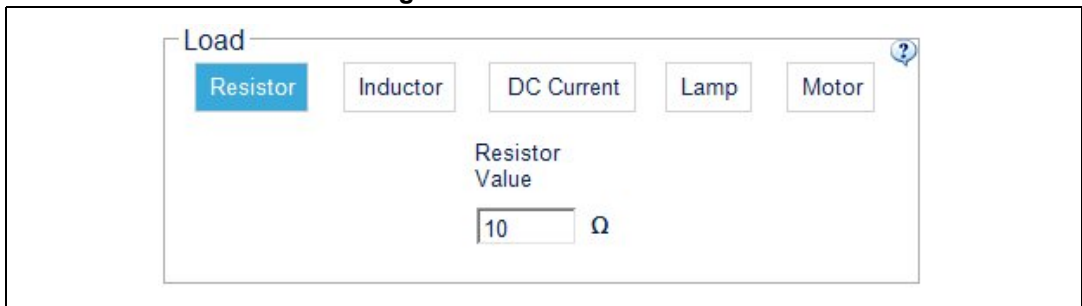 Load
?
Resistor Inductor DC Current Lamp Motor
Resistor
Value
10 Ω